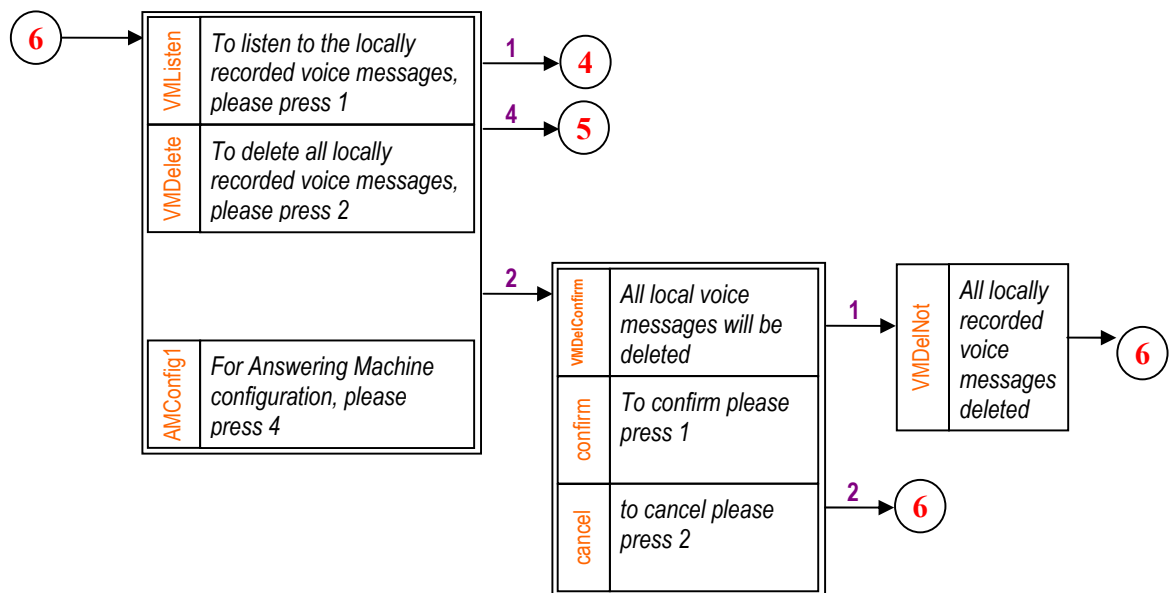 6
VMListen
To listen to the locally
recorded voice messages,
please press 1
1
4
4
5
VMDelete
To delete all locally
recorded voice messages,
please press 2
2
AMConfig1
For Answering Machine
configuration, please
press 4
VMDelConfirm
All local voice
messages will be
deleted
1
VMDelNot
All locally
recorded
voice
messages
deleted
6
confirm
To confirm please
press 1
cancel
to cancel please
press 2
2
6